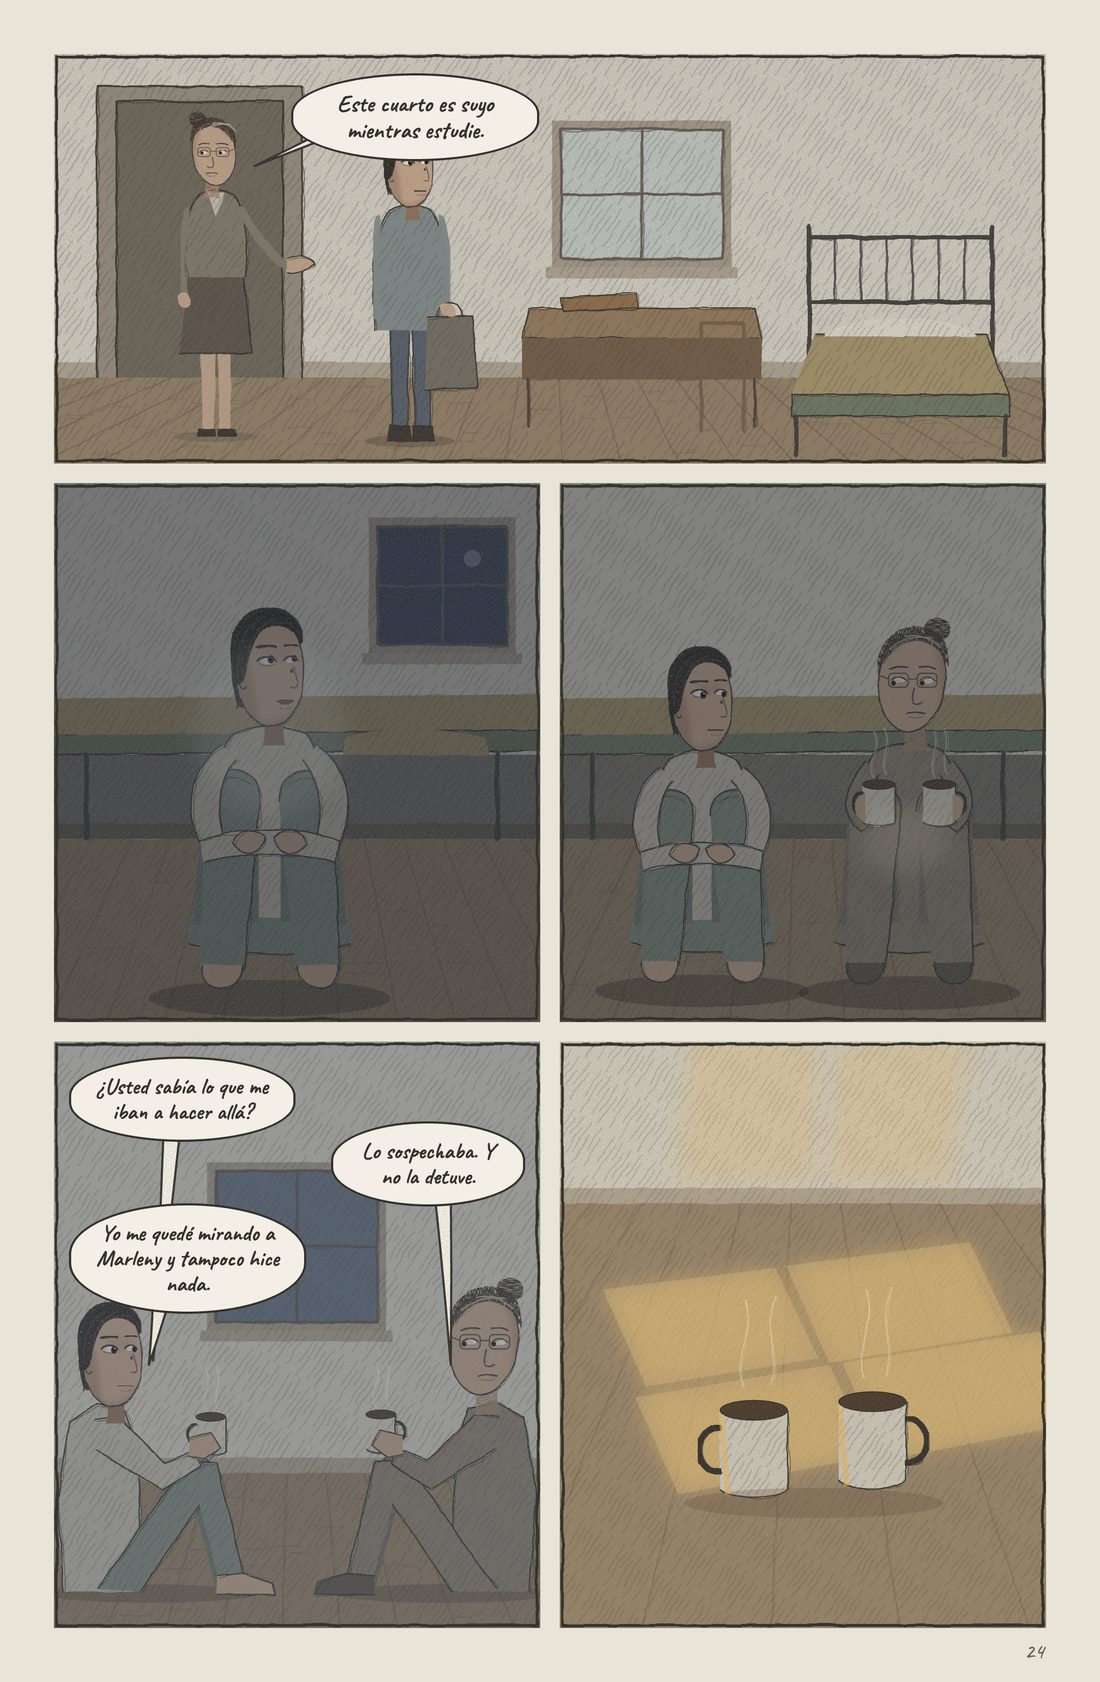 Este cuarto es suyo
mientras estudie.
¿Usted sabía lo que me
iban a hacer allá?
Lo sospechaba. Y
no la detuve.
Yo me quedé mirando a
Marleny y tampoco hice
nada.
24